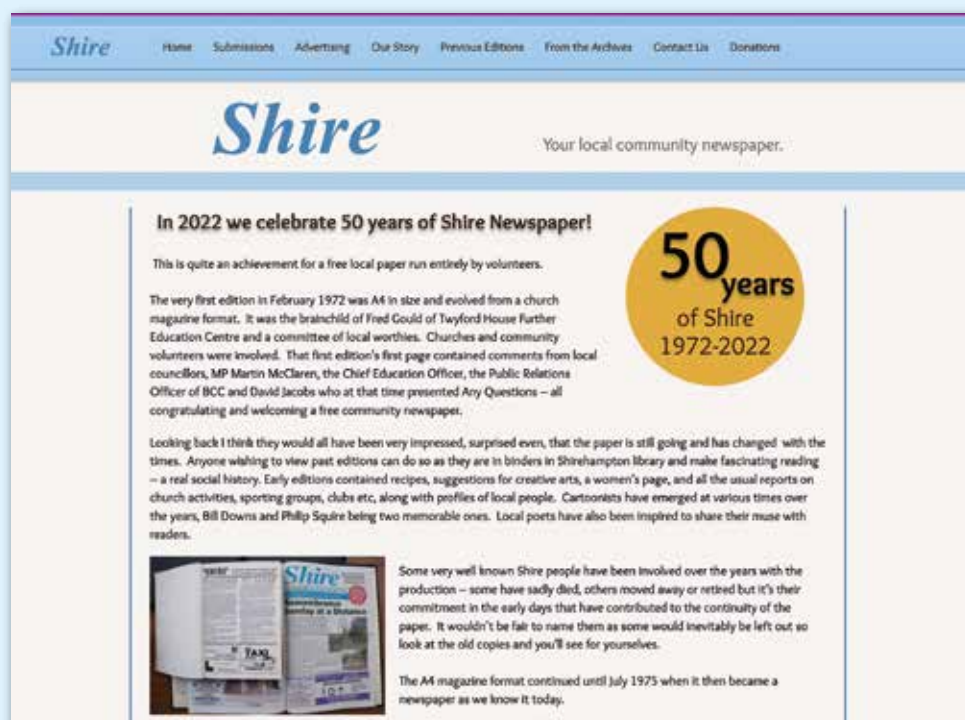 Shire Home Submissions Advertising Our Story Previous Editions From the Archives Contact Us Donations
Shire
Your local community newspaper.
In 2022 we celebrate 50 years of Shire Newspaper!
50
years
of Shire
1972-2022
This is quite an achievement for a free local paper run entirely by volunteers.
The very first edition in February 1972 was A4 in size and evolved from a church
magazine format. It was the brainchild of Fred Gould of Twyford House Further
Education Centre and a committee of local worthies. Churches and community
volunteers were involved. That first edition's first page contained comments from local
councillors, MP Martin McClaren, the Chief Education Officer, the Public Relations
Officer of BCC and David Jacobs who at that time presented Any Questions – all
congratulating and welcoming a free community newspaper.
Looking back I think they would all have been very impressed, surprised even, that the paper is still going and has changed with the
times. Anyone wishing to view past editions can do so as they are in binders in Shirehampton library and make fascinating reading
– a real social history. Early editions contained recipes, suggestions for creative arts, a women's page, and all the usual reports on
church activities, sporting groups, clubs etc, along with profiles of local people. Cartoonists have emerged at various times over
the years, Bill Downs and Philip Squire being two memorable ones. Local poets have also been inspired to share their muse with
readers.
Shire
Remembrance
Sunday at a Distance
TAXI
Some very well known Shire people have been involved over the years with the
production – some have sadly died, others moved away or retired but it's their
commitment in the early days that have contributed to the continuity of the
paper. It wouldn't be fair to name them as some would inevitably be left out so
look at the old copies and you'll see for yourselves.
The A4 magazine format continued until July 1975 when it then became a
newspaper as we know it today.